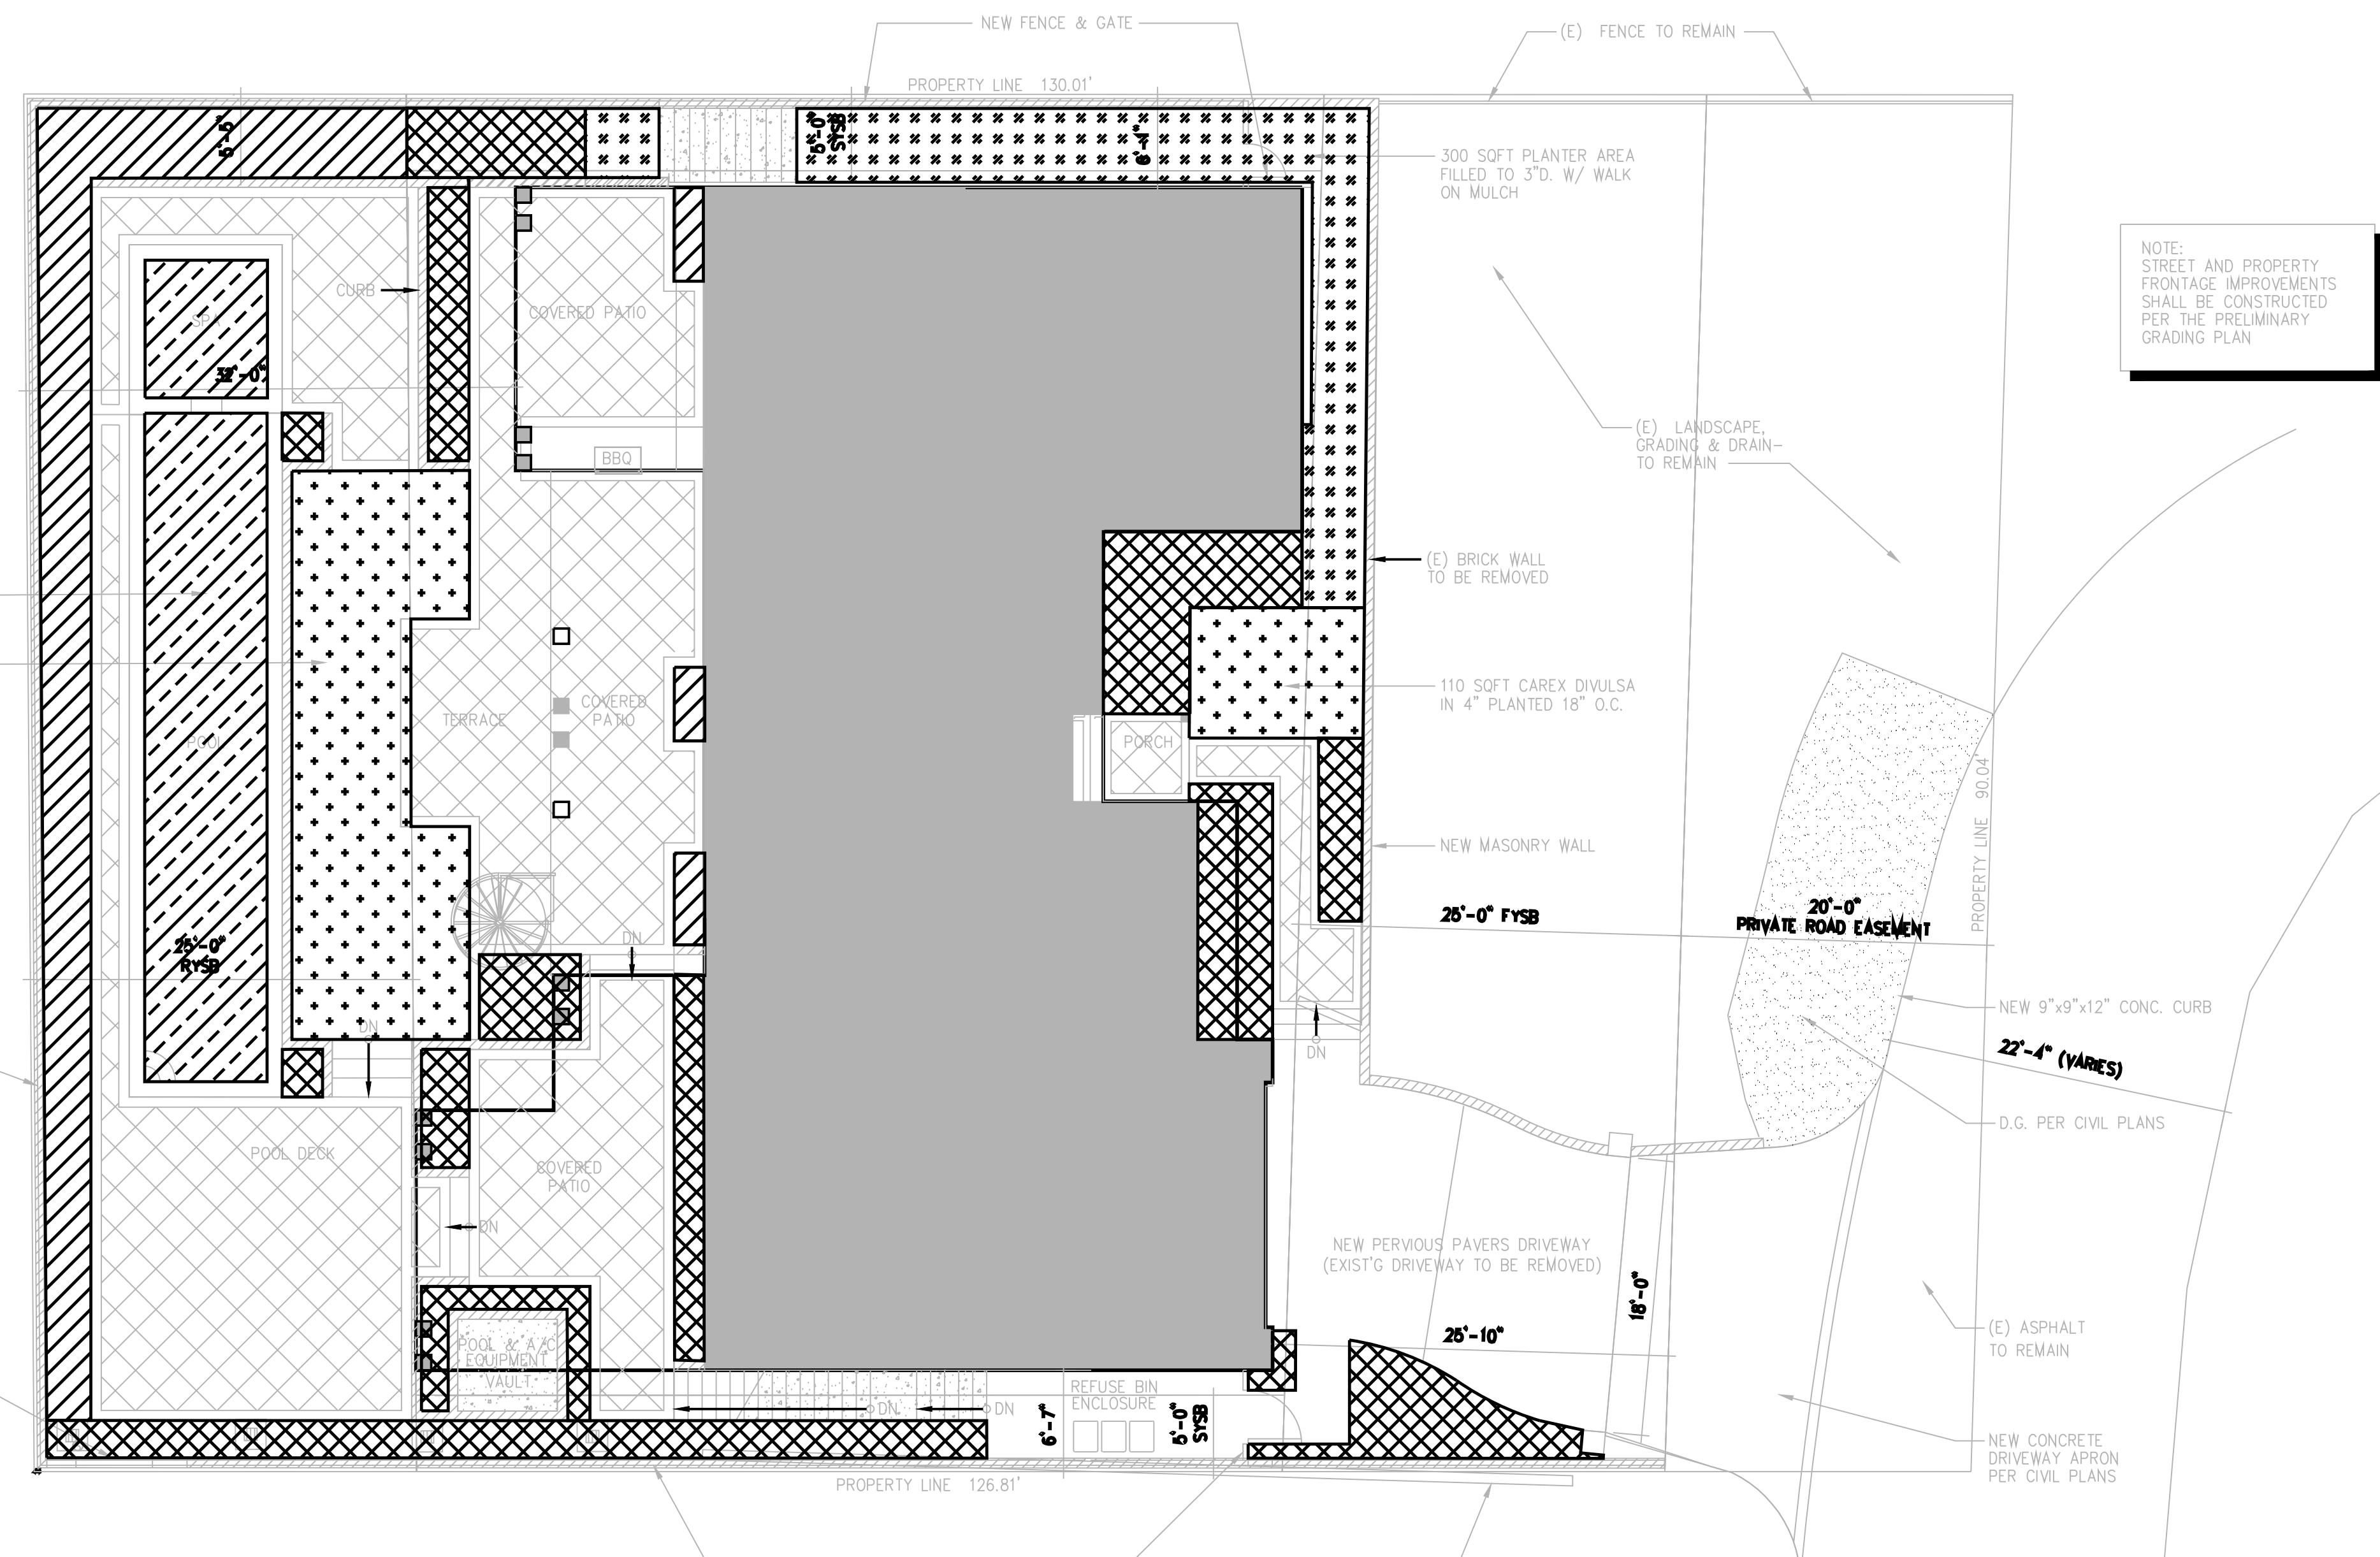 NEW FENCE & GATE
(E) FENCE TO REMAIN
PROPERTY LINE 130.01'
5'-5"
5'-0"
SYSB
6'-1"
300 SQFT PLANTER AREA
FILLED TO 3"D. W/ WALK
ON MULCH
NOTE:
STREET AND PROPERTY
FRONTAGE IMPROVEMENTS
SHALL BE CONSTRUCTED
PER THE PRELIMINARY
GRADING PLAN
CURB
COVERED PATIO
SPA
32'-0"
BBQ
(E) LANDSCAPE,
GRADING & DRAIN-
TO REMAIN
(E) BRICK WALL
TO BE REMOVED
110 SQFT CAREX DIVULSA
IN 4" PLANTED 18" O.C.
COVERED
PATIO
TERRACE
POOL
PORCH
PROPERTY LINE 90.04'
NEW MASONRY WALL
25'-0" FYSB
20'-0"
PRIVATE ROAD EASEMENT
25'-0"
RYSB
DN
DN
DN
NEW 9"x9"x12" CONC. CURB
22'-4" (VARIES)
D.G. PER CIVIL PLANS
POOL DECK
COVERED
PATIO
DN
NEW PERVIOUS PAVERS DRIVEWAY
(EXIST'G DRIVEWAY TO BE REMOVED)
18'-0"
25'-10"
(E) ASPHALT
TO REMAIN
POOL & A/C
EQUIPMENT
VAULT
REFUSE BIN
ENCLOSURE
DN
DN
6'-7"
5'-0"
SYSB
NEW CONCRETE
DRIVEWAY APRON
PER CIVIL PLANS
PROPERTY LINE 126.81'